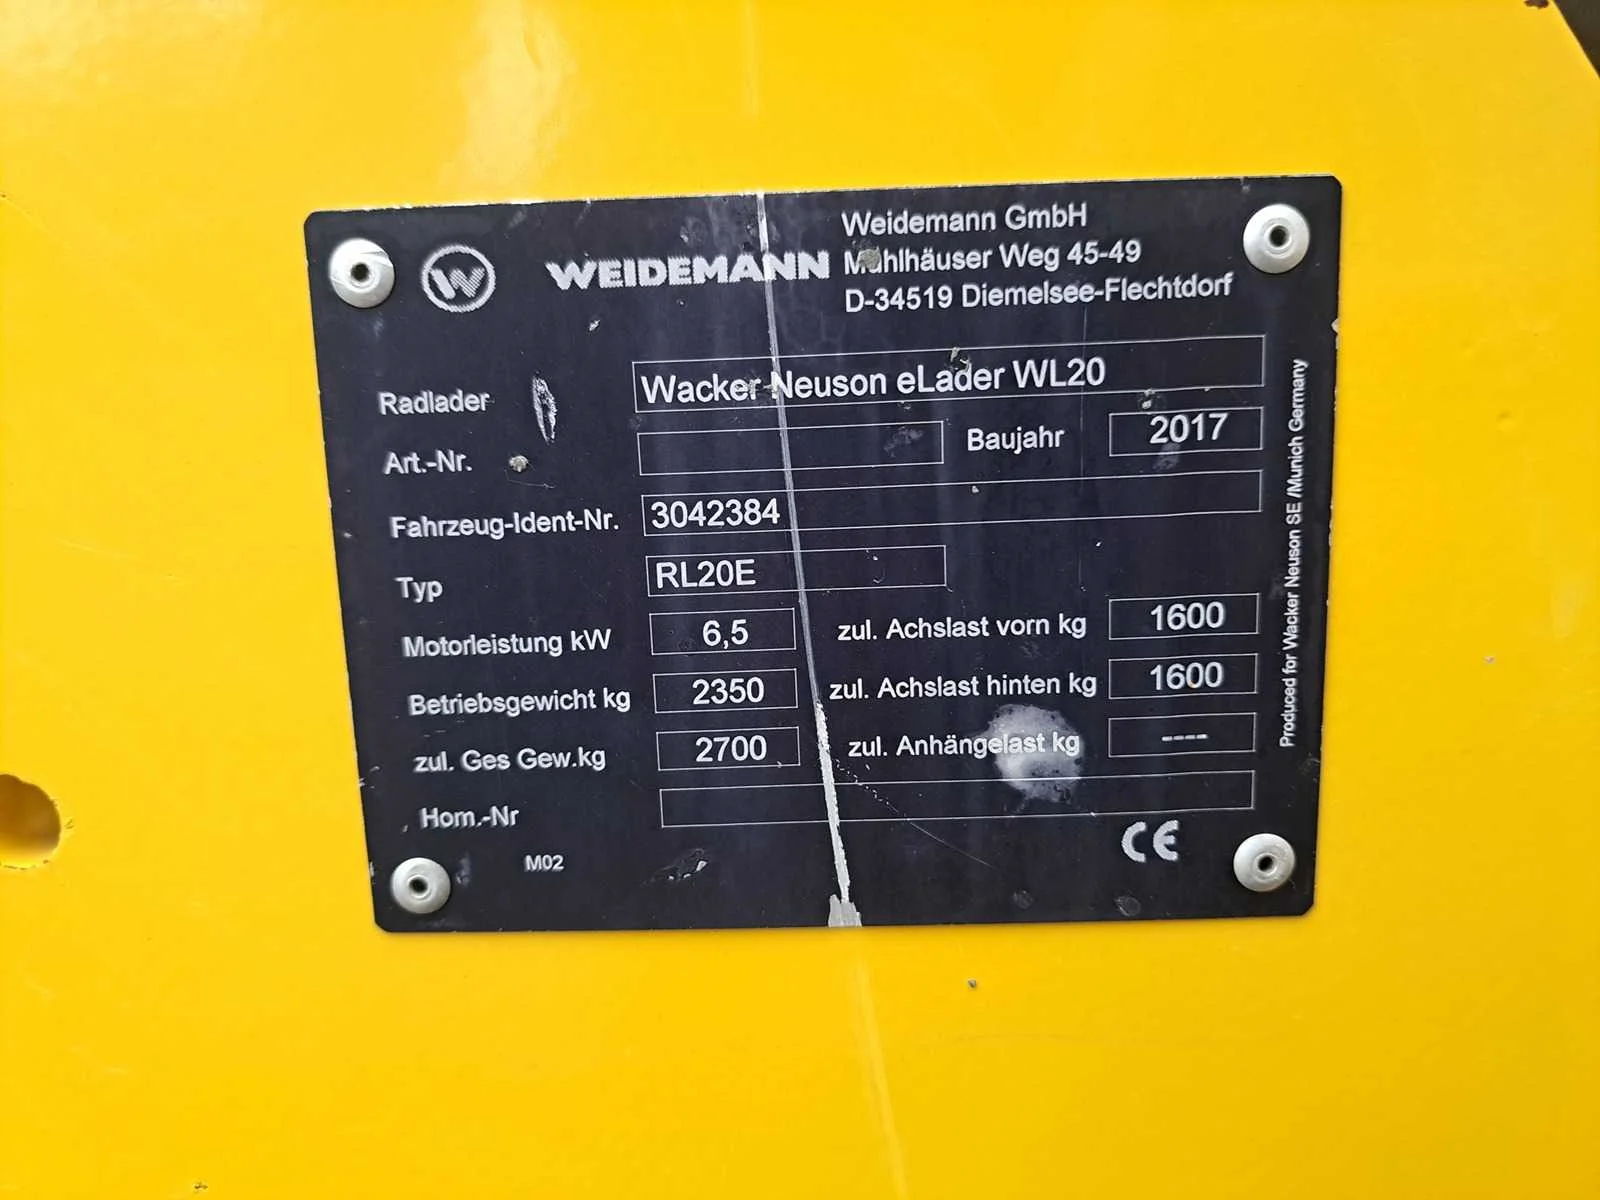 W WEIDEMANN
Weidemann GmbH
Mühlhäuser Weg 45-49
D-34519 Diemelsee-Flechtdorf
Radlader Wacker Neuson eLader WL20
Art.-Nr. Baujahr 2017
Fahrzeug-Ident-Nr. 3042384
Typ RL20E
Motorleistung kW 6,5 zul. Achslast vorn kg 1600
Betriebsgewicht kg 2350 zul. Achslast hinten kg 1600
zul. Ges Gew.kg 2700 zul. Anhängelast kg ----
Hom.-Nr
M02 CE
Produced for Wacker Neuson SE /Munich Germany